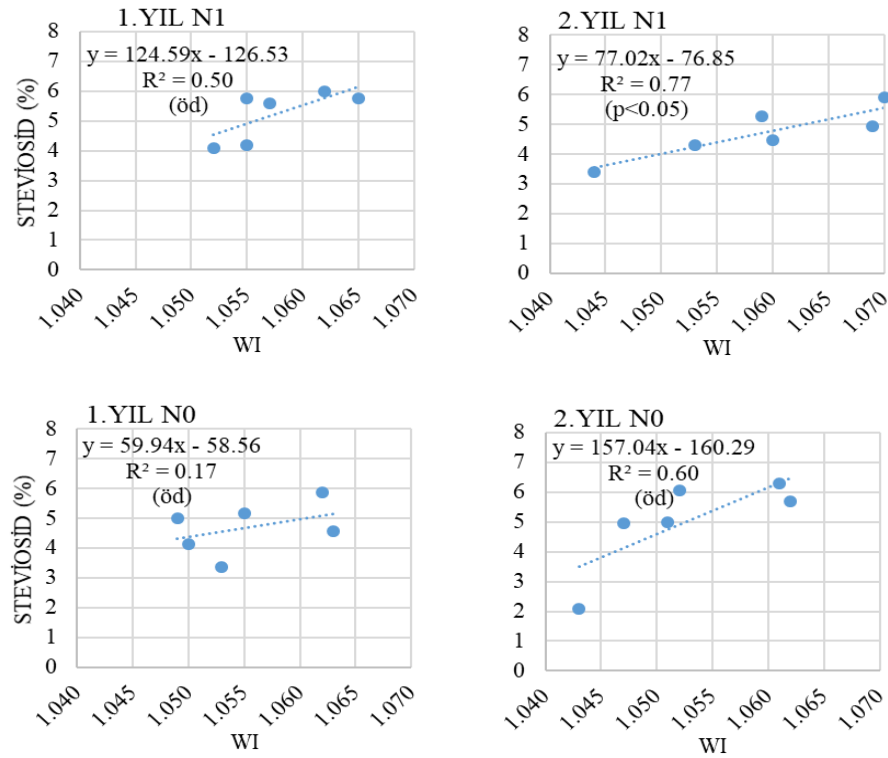 1.YIL N1
8
7
6
5
4
3
2
1
0
STEVİOSİD (%)
y = 124.59x - 126.53
R² = 0.50
(öd)
1.040
1.045
1.050
1.055
1.060
1.065
1.070
WI
2.YIL N1
8
7
6
5
4
3
2
1
0
y = 77.02x - 76.85
R² = 0.77
(p<0.05)
1.040
1.045
1.050
1.055
1.060
1.065
1.070
WI
1.YIL N0
8
7
6
5
4
3
2
1
0
STEVİOSİD (%)
y = 59.94x - 58.56
R² = 0.17
(öd)
1.040
1.045
1.050
1.055
1.060
1.065
1.070
WI
2.YIL N0
8
7
6
5
4
3
2
1
0
y = 157.04x - 160.29
R² = 0.60
(öd)
1.040
1.045
1.050
1.055
1.060
1.065
1.070
WI